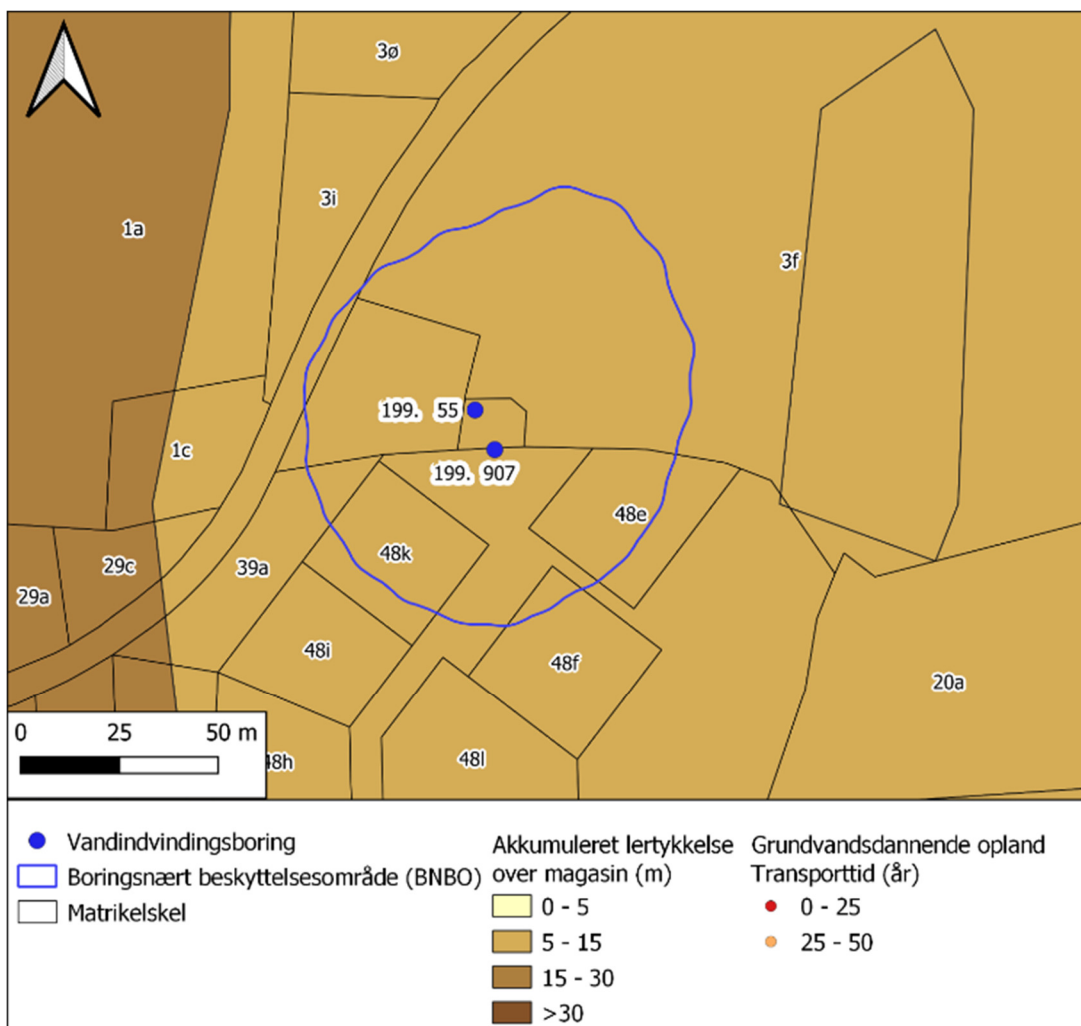 3ø
3i
1a
3f
199. 55
1c
199. 907
48e
48k
29c
39a
29a
48i
48f
20a
0 25 50 m
48h
48l
Vandindvindingsboring
Boringsnært beskyttelsesområde (BNBO)
Matrikelskel
Akkumuleret lertykkelse
over magasin (m)
0 - 5
5 - 15
15 - 30
>30
Grundvandsdannende opland
Transporttid (år)
0 - 25
25 - 50